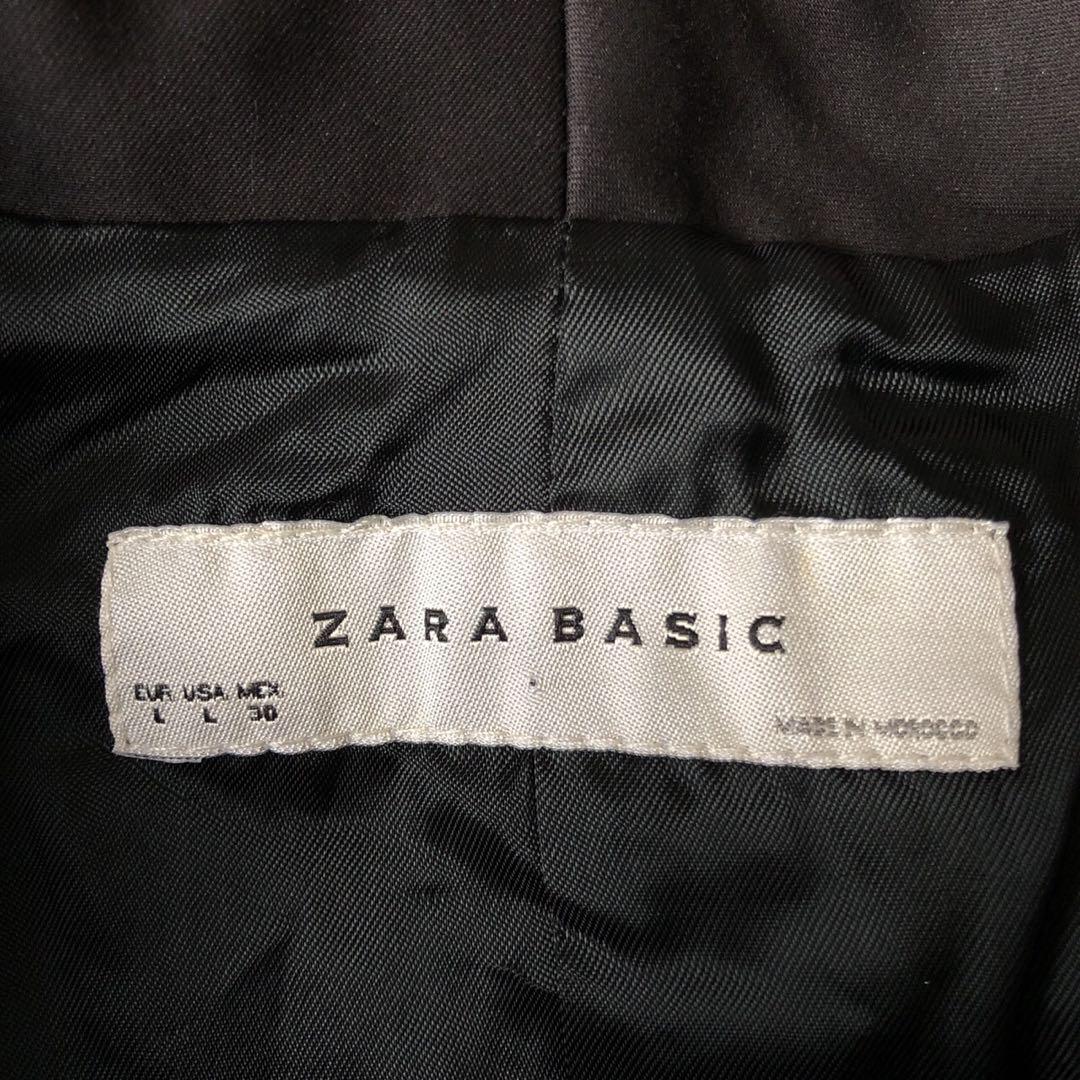 ZARA BASIC
EUR USA MEX
L L 30
MADE IN MOROCCO